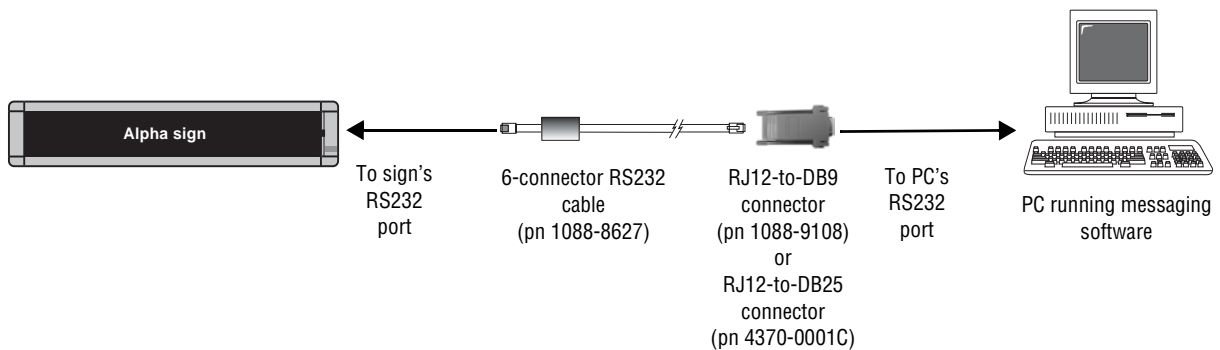 Alpha sign
To sign's
RS232
port
6-connector RS232
cable
(pn 1088-8627)
RJ12-to-DB9
connector
(pn 1088-9108)
or
RJ12-to-DB25
connector
(pn 4370-0001C)
To PC's
RS232
port
PC running messaging
software